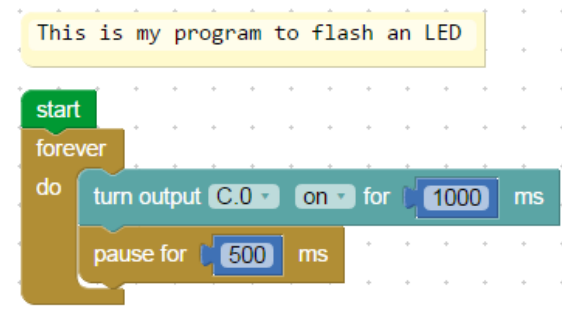 This is my program to flash an LED
start
forever
do turn output C.0 on for 1000 ms
pause for 500 ms